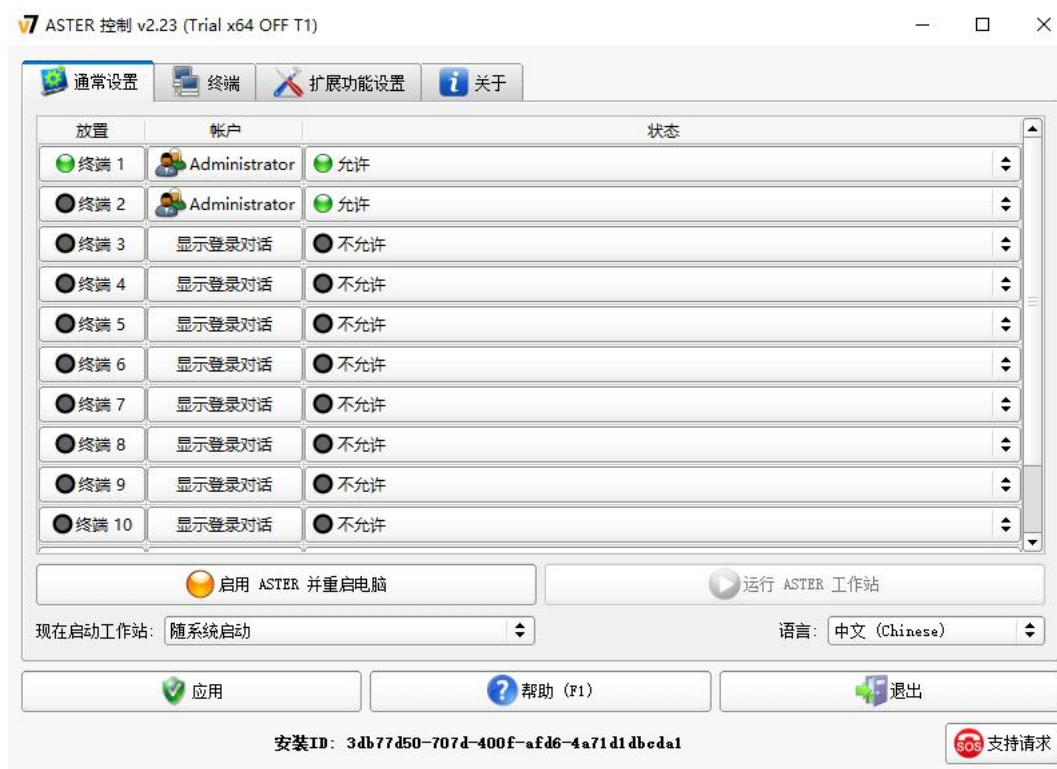 v7 ASTER 控制 v2.23 (Trial x64 OFF T1)
通常设置 终端 扩展功能设置 关于
放置 帐户 状态
终端 1 Administrator 允许
终端 2 Administrator 允许
终端 3 显示登录对话 不允许
终端 4 显示登录对话 不允许
终端 5 显示登录对话 不允许
终端 6 显示登录对话 不允许
终端 7 显示登录对话 不允许
终端 8 显示登录对话 不允许
终端 9 显示登录对话 不允许
终端 10 显示登录对话 不允许
启用 ASTER 并重启电脑 运行 ASTER 工作站
现在启动工作站: 随系统启动 语言: 中文 (Chinese)
应用 帮助 (F1) 退出
安装ID: 3db77d50-707d-400f-afd6-4a71d1dbcda1
SOS 支持请求